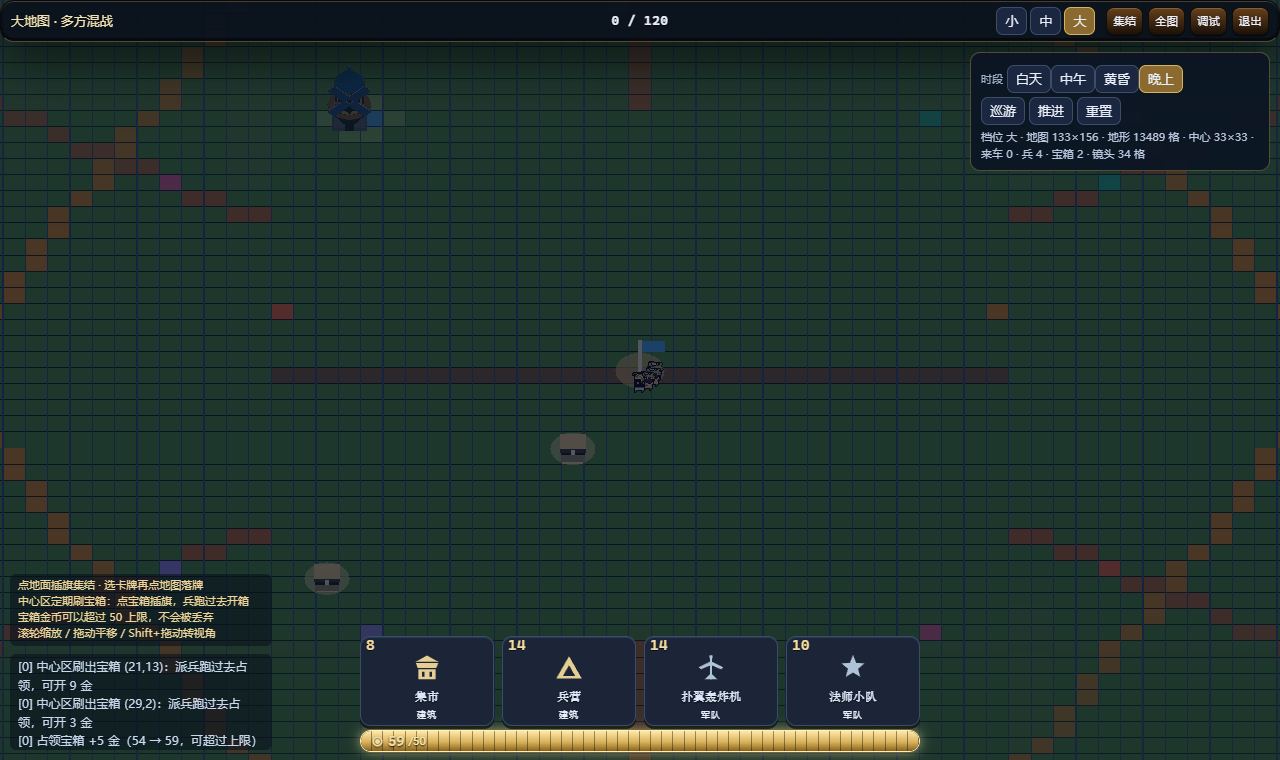 大地图 · 多方混战
0 / 120
小 中 大 集结 全图 调试 退出
时段 白天 中午 黄昏 晚上
巡游 推进 重置
档位 大 · 地图 133×156 · 地形 13489 格 · 中心 33×33 ·
来车 0 · 兵 4 · 宝箱 2 · 镜头 34 格
点地面插旗集结 · 选卡牌再点地图落牌
中心区定期刷宝箱：点宝箱插旗，兵跑过去开箱
宝箱金币可以超过 50 上限，不会被丢弃
滚轮缩放 / 拖动平移 / Shift+拖动转视角
[0] 中心区刷出宝箱 (21,13)：派兵跑过去占
领，可开 9 金
[0] 中心区刷出宝箱 (29,2)：派兵跑过去占
领，可开 3 金
[0] 占领宝箱 +5 金（54 → 59，可超过上限）
8
集市
建筑
14
兵营
建筑
14
扑翼轰炸机
军队
10
法师小队
军队
59 /50